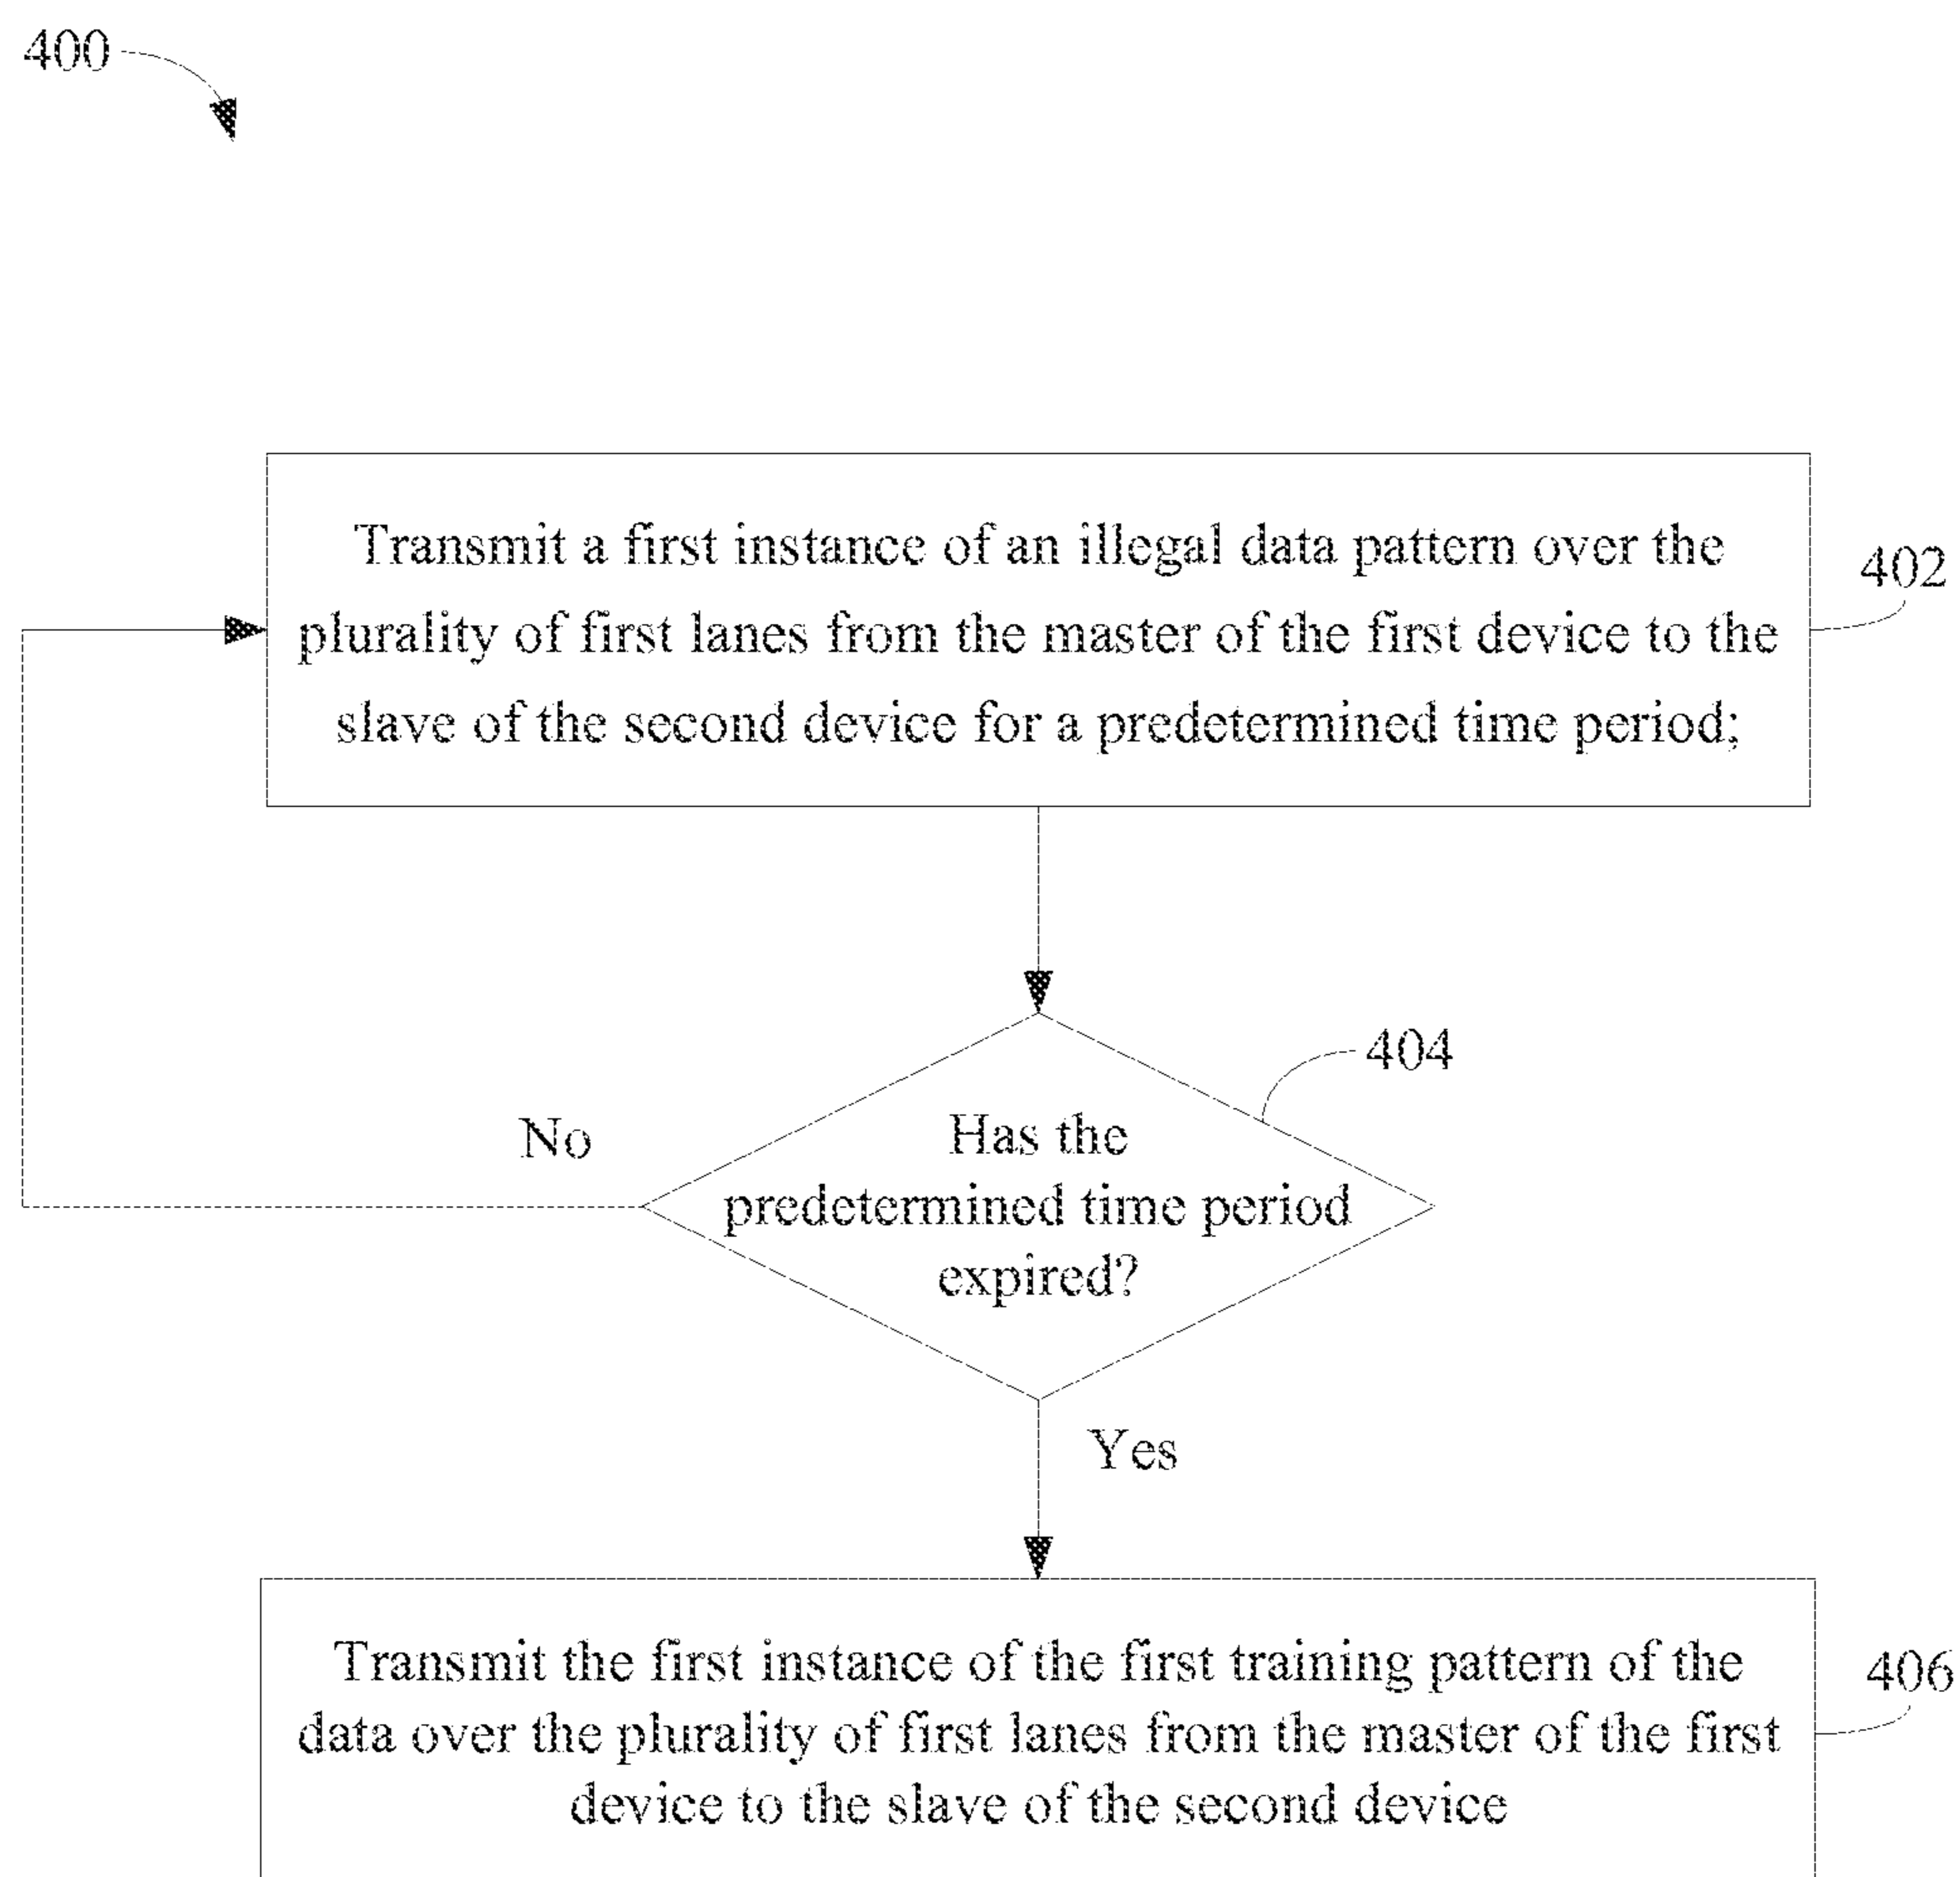 400
Transmit a first instance of an illegal data pattern over the
plurality of first lanes from the master of the first device to the
slave of the second device for a predetermined time period;
402
404
Has the
predetermined time period
expired?
No
Yes
Transmit the first instance of the first training pattern of the
data over the plurality of first lanes from the master of the first
device to the slave of the second device
406